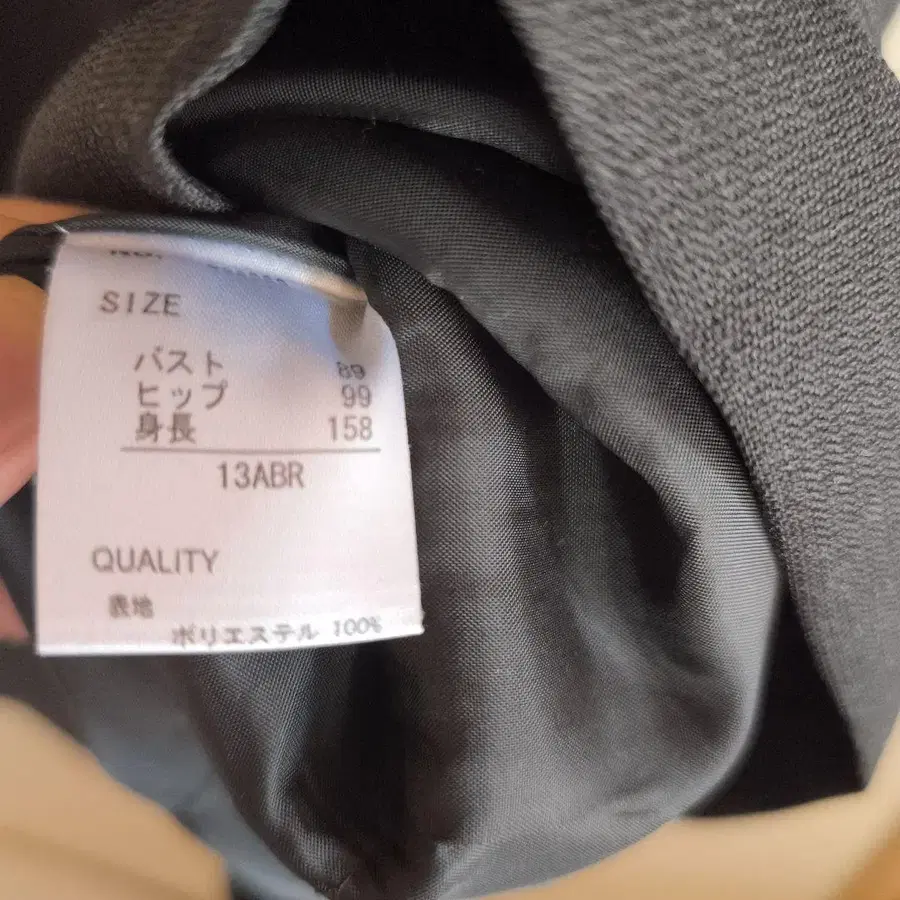 SIZE
バスト 89
ヒップ 99
身長 158
13ABR
QUALITY
表地
ポリエステル 100%